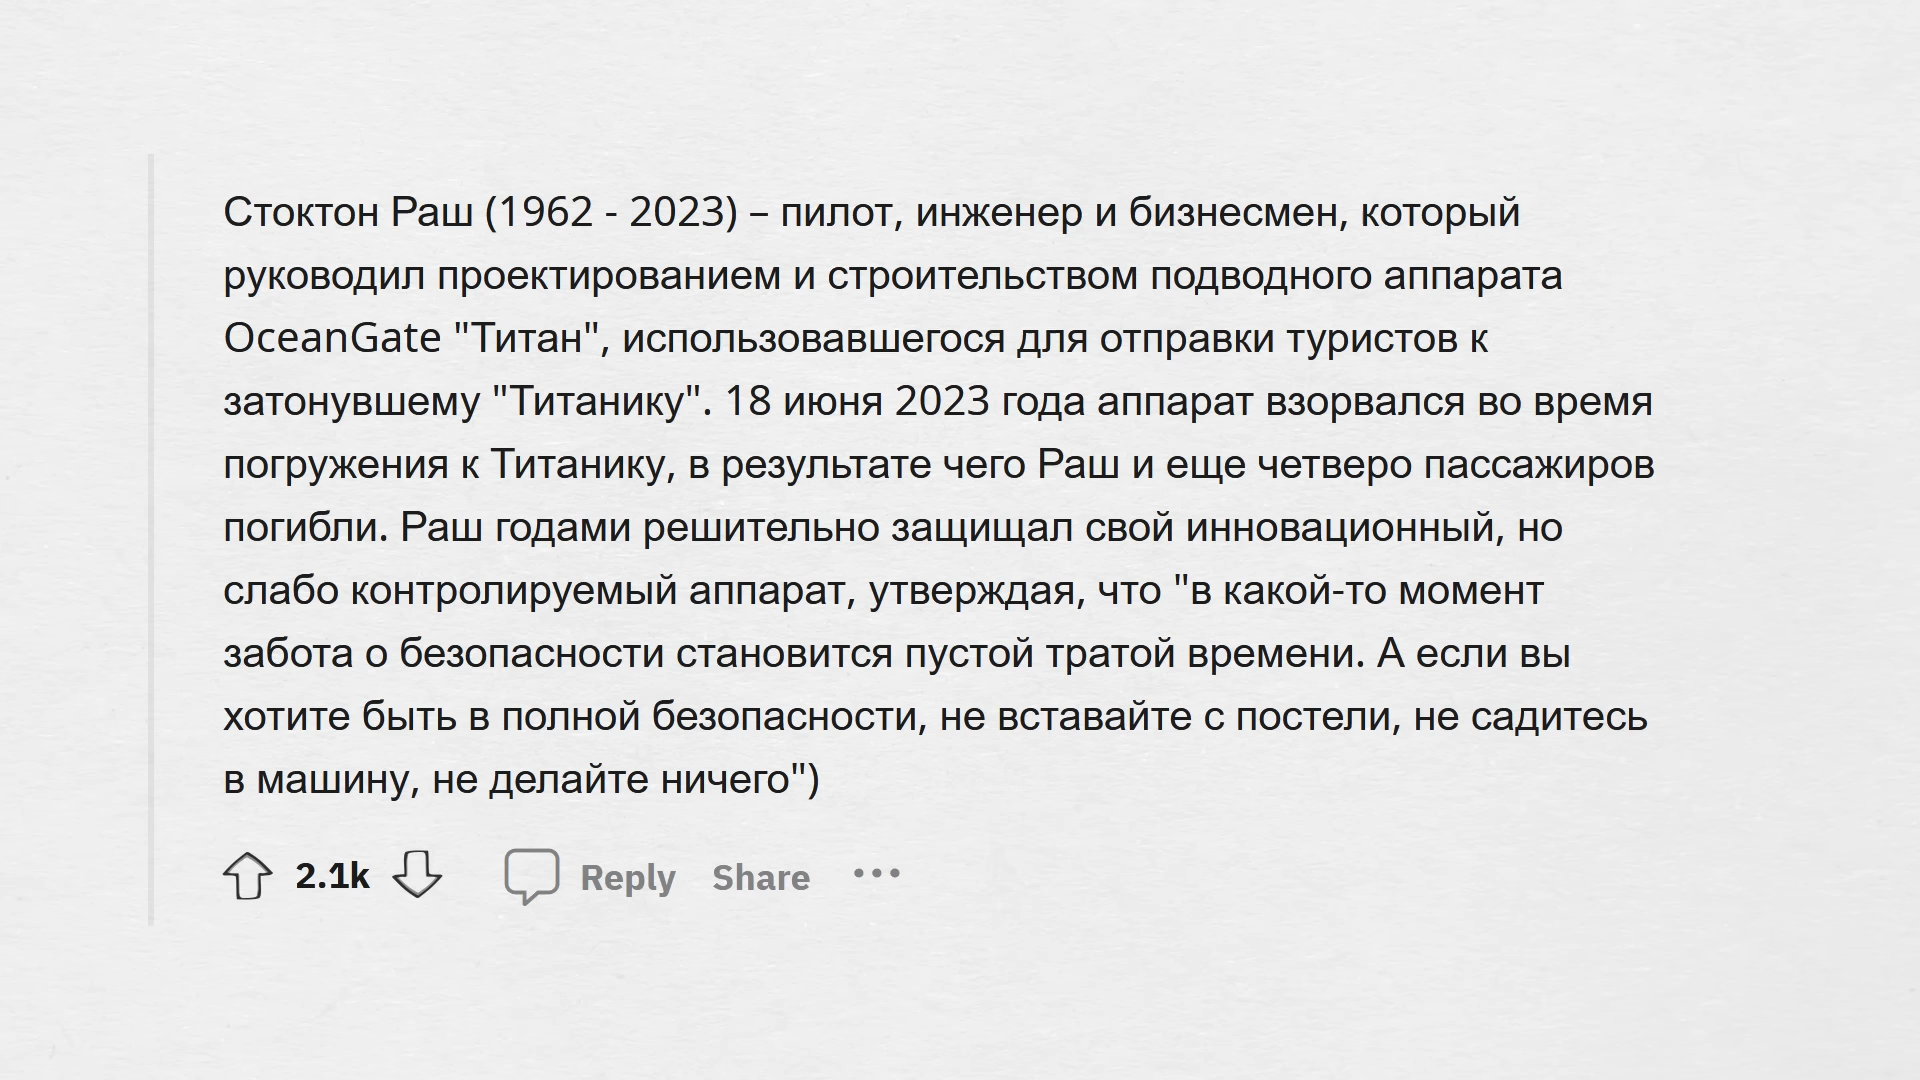 Стоктон Раш (1962 - 2023) – пилот, инженер и бизнесмен, который
руководил проектированием и строительством подводного аппарата
OceanGate "Титан", использовавшегося для отправки туристов к
затонувшему "Титанику". 18 июня 2023 года аппарат взорвался во время
погружения к Титанику, в результате чего Раш и еще четверо пассажиров
погибли. Раш годами решительно защищал свой инновационный, но
слабо контролируемый аппарат, утверждая, что "в какой-то момент
забота о безопасности становится пустой тратой времени. А если вы
хотите быть в полной безопасности, не вставайте с постели, не садитесь
в машину, не делайте ничего")
2.1k Reply Share